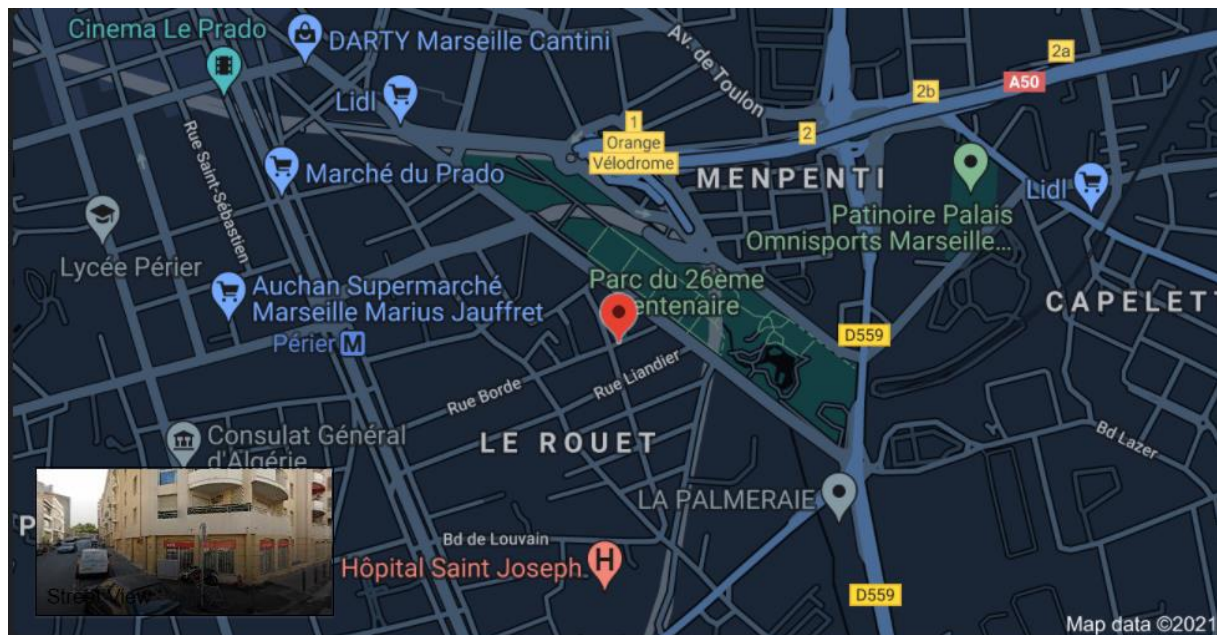 Cinema Le Prado
DARTY Marseille Cantini
Lidl
Av. de Toulon
2a
A50
2b
2
1
Orange
Vélodrome
MENPENTI
Rue Saint-Sébastien
Marché du Prado
Lycée Périer
Patinoire Palais
Omnisports Marseille...
Lidl
Auchan Supermarché
Marseille Marius Jauffret
Périer M
Parc du 26ème
entenaire
CAPELETT
D559
Rue Borde
Rue Liandier
LE ROUET
Consulat Général
d'Algérie
LA PALMERAIE
Bd Lazer
P
Bd de Louvain
Hôpital Saint Joseph
H
Street View
D559
Map data ©2021